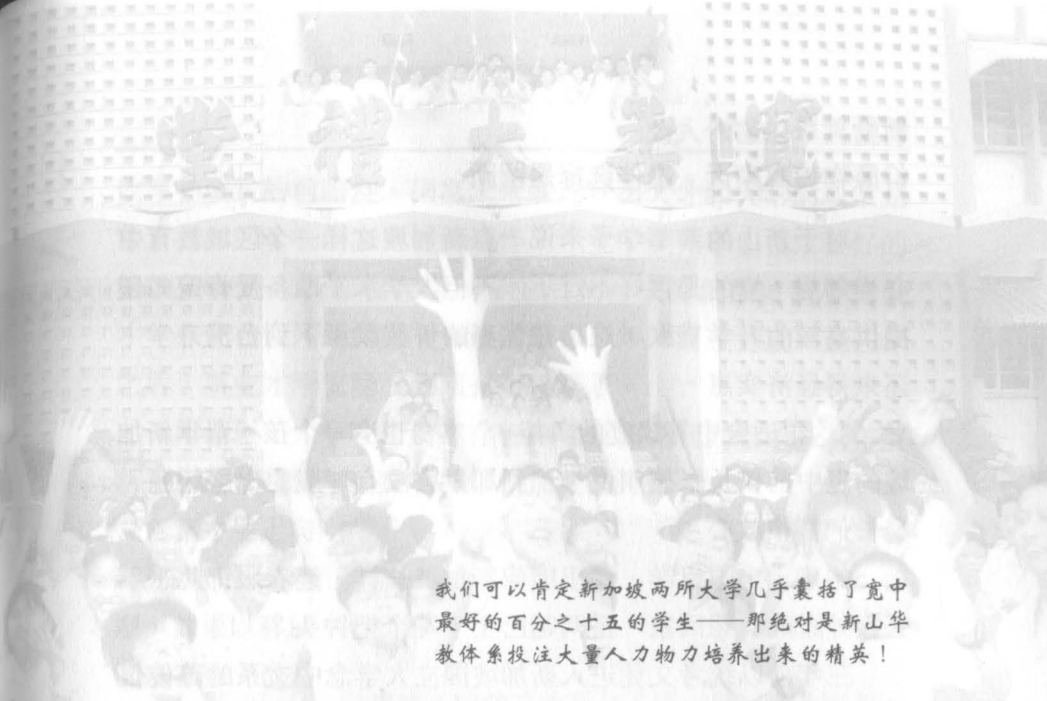 寬柔大禮堂
我们可以肯定新加坡两所大学几乎囊括了宽中
最好的百分之十五的学生——那绝对是新山华
教体系投注大量人力物力培养出来的精英！